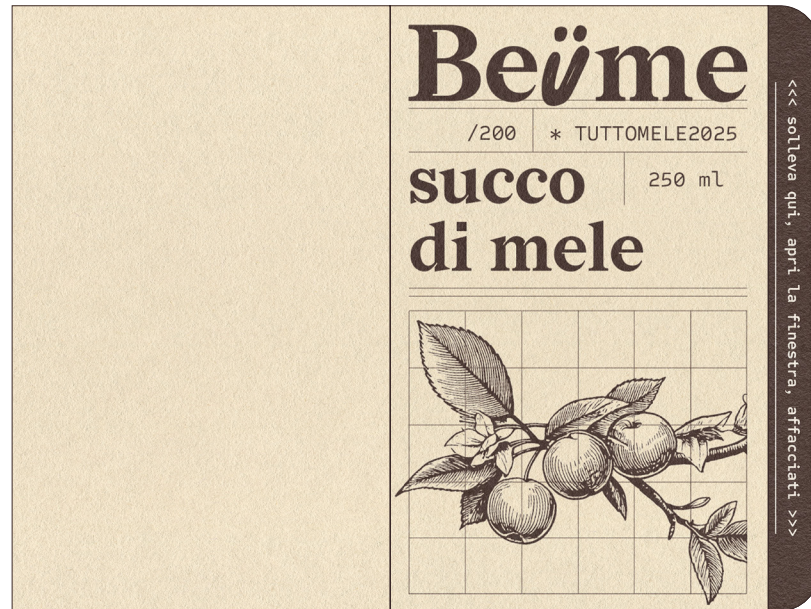 Beüme
/200
* TUTTOMELE2025
succo
250 ml
di mele
<<< solleva qui, apri la finestra, affacciati >>>